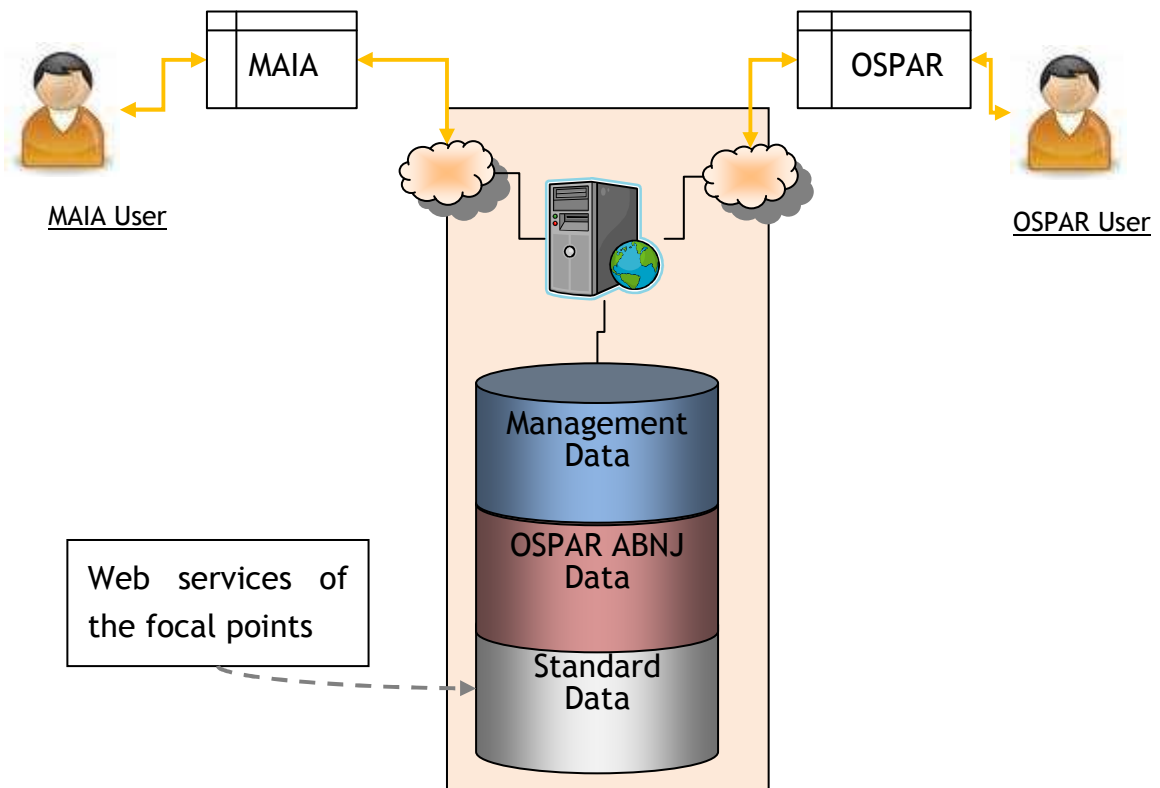 MAIA
OSPAR
MAIA User
OSPAR User
Management
Data
OSPAR ABNJ
Data
Web services of
the focal points
Standard
Data